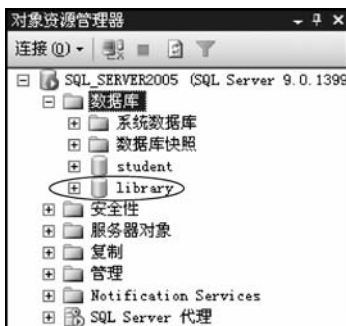 对象资源管理器
连接(O)
SQL_SERVER2005 (SQL Server 9.0.1399
数据库
系统数据库
数据库快照
student
library
安全性
服务器对象
复制
管理
Notification Services
SQL Server 代理